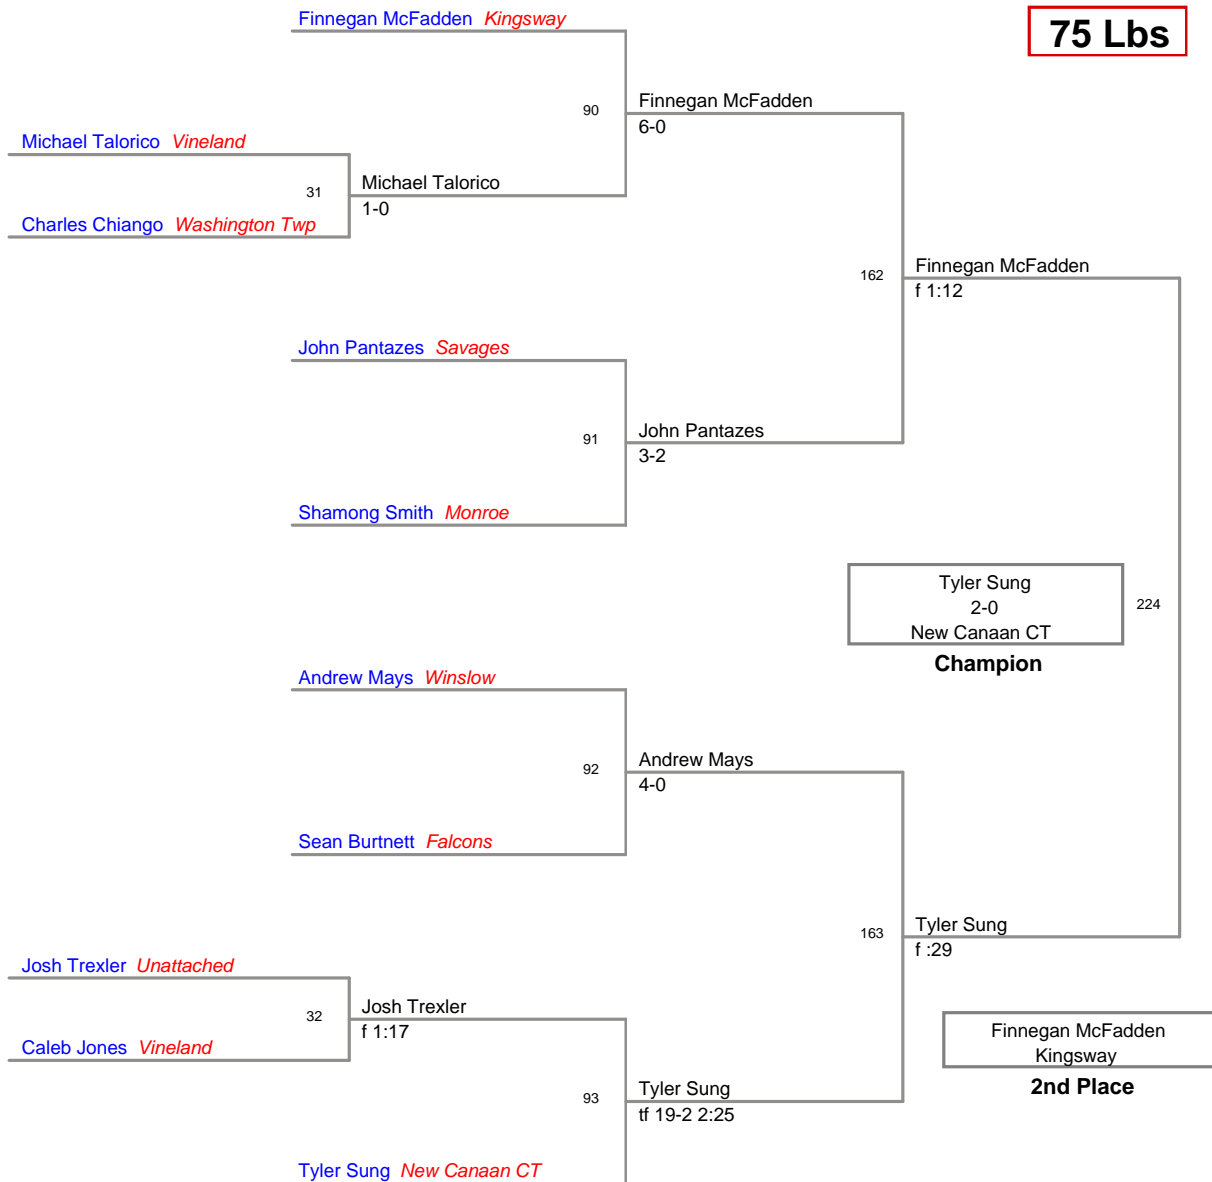 Finnegan McFadden Kingsway
75 Lbs
90
Finnegan McFadden
6-0
Michael Talorico Vineland
31
Michael Talorico
1-0
Charles Chiango Washington Twp
162
Finnegan McFadden
f 1:12
John Pantazes Savages
91
John Pantazes
3-2
Shamong Smith Monroe
Tyler Sung
2-0
New Canaan CT
224
Champion
Andrew Mays Winslow
92
Andrew Mays
4-0
Sean Burtnett Falcons
163
Tyler Sung
f :29
Josh Trexler Unattached
32
Josh Trexler
f 1:17
Caleb Jones Vineland
Finnegan McFadden
Kingsway
2nd Place
93
Tyler Sung
tf 19-2 2:25
Tyler Sung New Canaan CT